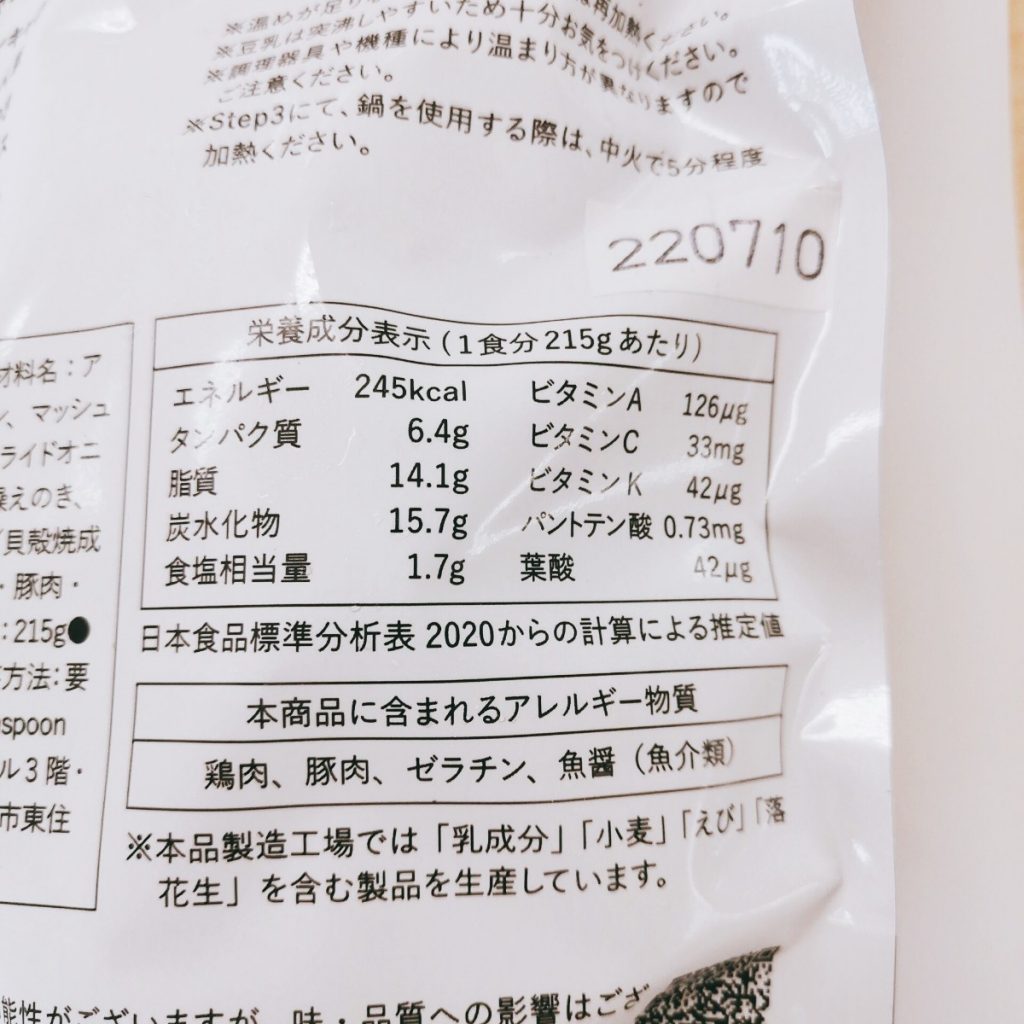 ※温めが足り
再加熱ください。
※豆乳は突沸しやすいため十分お気をつけください。
※調理器具や機種により温まり方が異なりますので
ご注意ください。
※Step3にて、鍋を使用する際は、中火で5分程度
加熱ください。
220710
材料名：ア
ン、マッシュ
ライドオニ
燥えのき、
貝殻焼成
・豚肉・
：215g●
方法：要
spoon
ル3階・
市東住
栄養成分表示（1食分215gあたり）
エネルギー 245kcal ビタミンA 126μg
タンパク質 6.4g ビタミンC 33mg
脂質 14.1g ビタミンK 42μg
炭水化物 15.7g パントテン酸 0.73mg
食塩相当量 1.7g 葉酸 42μg
日本食品標準分析表 2020からの計算による推定値
本商品に含まれるアレルギー物質
鶏肉、豚肉、ゼラチン、魚醤（魚介類）
※本品製造工場では「乳成分」「小麦」「えび」「落
花生」を含む製品を生産しています。
能性がございますが、味・品質への影響はござ